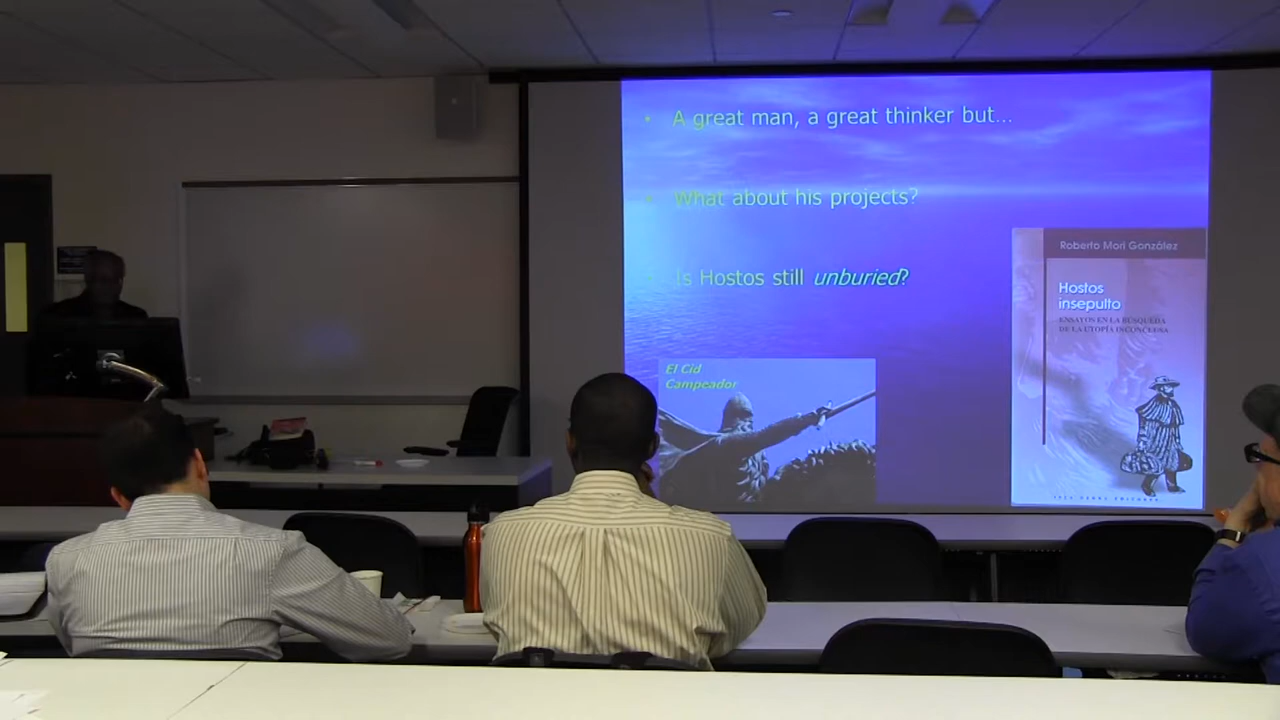 A great man, a great thinker but...
What about his projects?
Is Hostos still unburied?
El Cid
Campeador
Roberto Mori González
Hostos
insepulto
ENSAYOS EN LA BÚSQUEDA
DE LA UTOPÍA INCONCLUSA